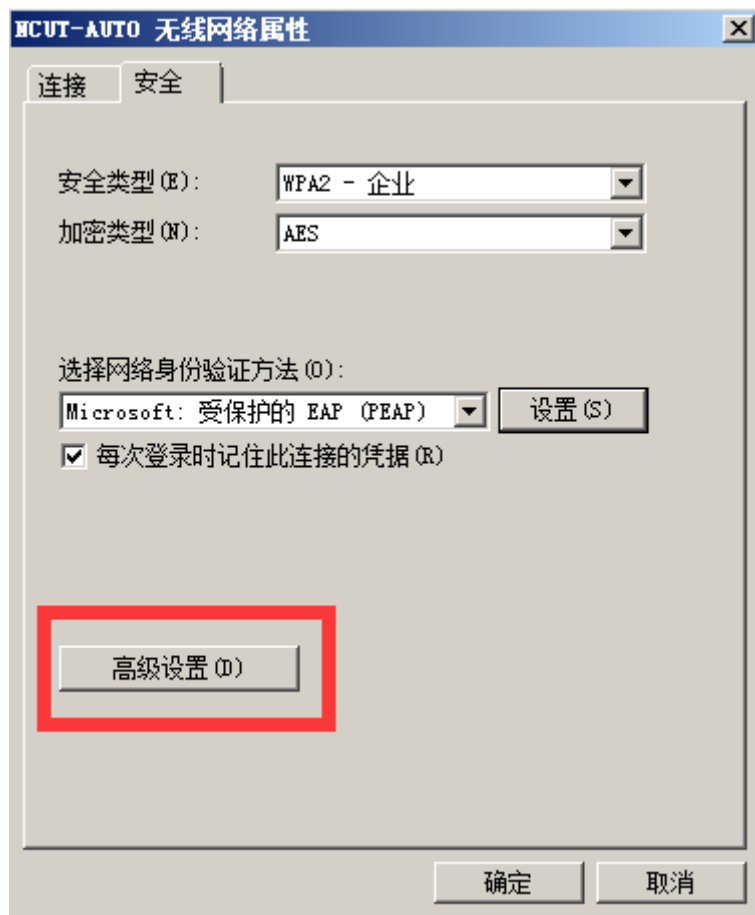 NCUT-AUTO 无线网络属性
连接 安全
安全类型(E): WPA2 - 企业
加密类型(N): AES
选择网络身份验证方法(O):
Microsoft: 受保护的 EAP (PEAP) 设置(S)
每次登录时记住此连接的凭据(R)
高级设置(D)
确定 取消